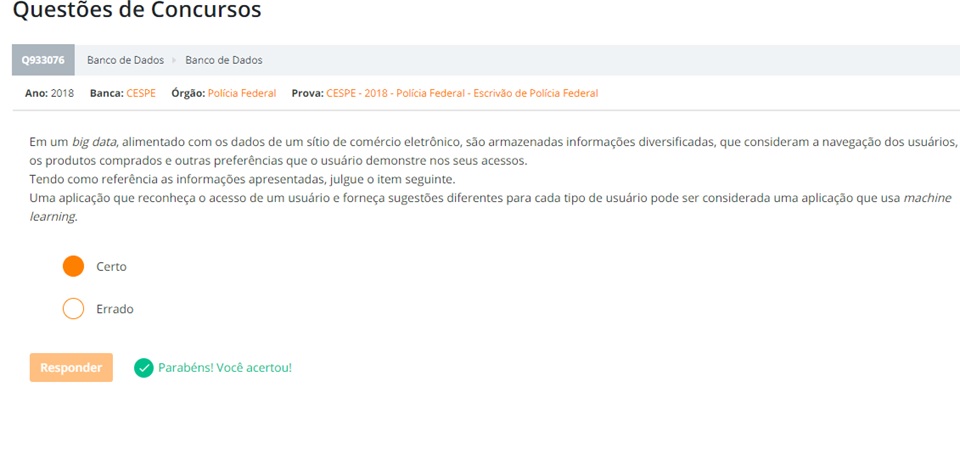 Questões de Concursos
Q933076 Banco de Dados Banco de Dados
Ano: 2018 Banca: CESPE Órgão: Polícia Federal Prova: CESPE - 2018 - Polícia Federal - Escrivão de Polícia Federal
Em um big data, alimentado com os dados de um sítio de comércio eletrônico, são armazenadas informações diversificadas, que consideram a navegação dos usuários,
os produtos comprados e outras preferências que o usuário demonstre nos seus acessos.
Tendo como referência as informações apresentadas, julgue o item seguinte.
Uma aplicação que reconheça o acesso de um usuário e forneça sugestões diferentes para cada tipo de usuário pode ser considerada uma aplicação que usa machine
learning.
Certo
Errado
Responder Parabéns! Você acertou!